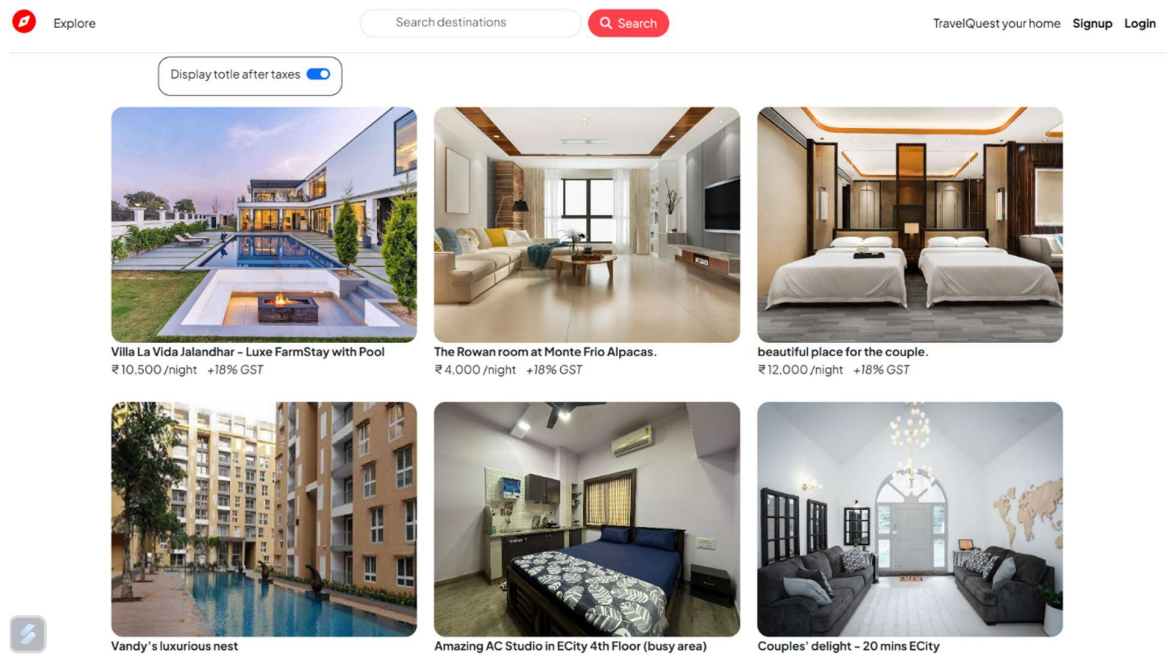 Explore
Search destinations
Search
TravelQuest your home Signup Login
Display totle after taxes
Villa La Vida Jalandhar - Luxe FarmStay with Pool
₹10,500 /night +18% GST
The Rowan room at Monte Frio Alpacas.
₹4,000 /night +18% GST
beautiful place for the couple.
₹12,000 /night +18% GST
Vandy's luxurious nest
Amazing AC Studio in ECity 4th Floor (busy area)
Couples' delight - 20 mins ECity